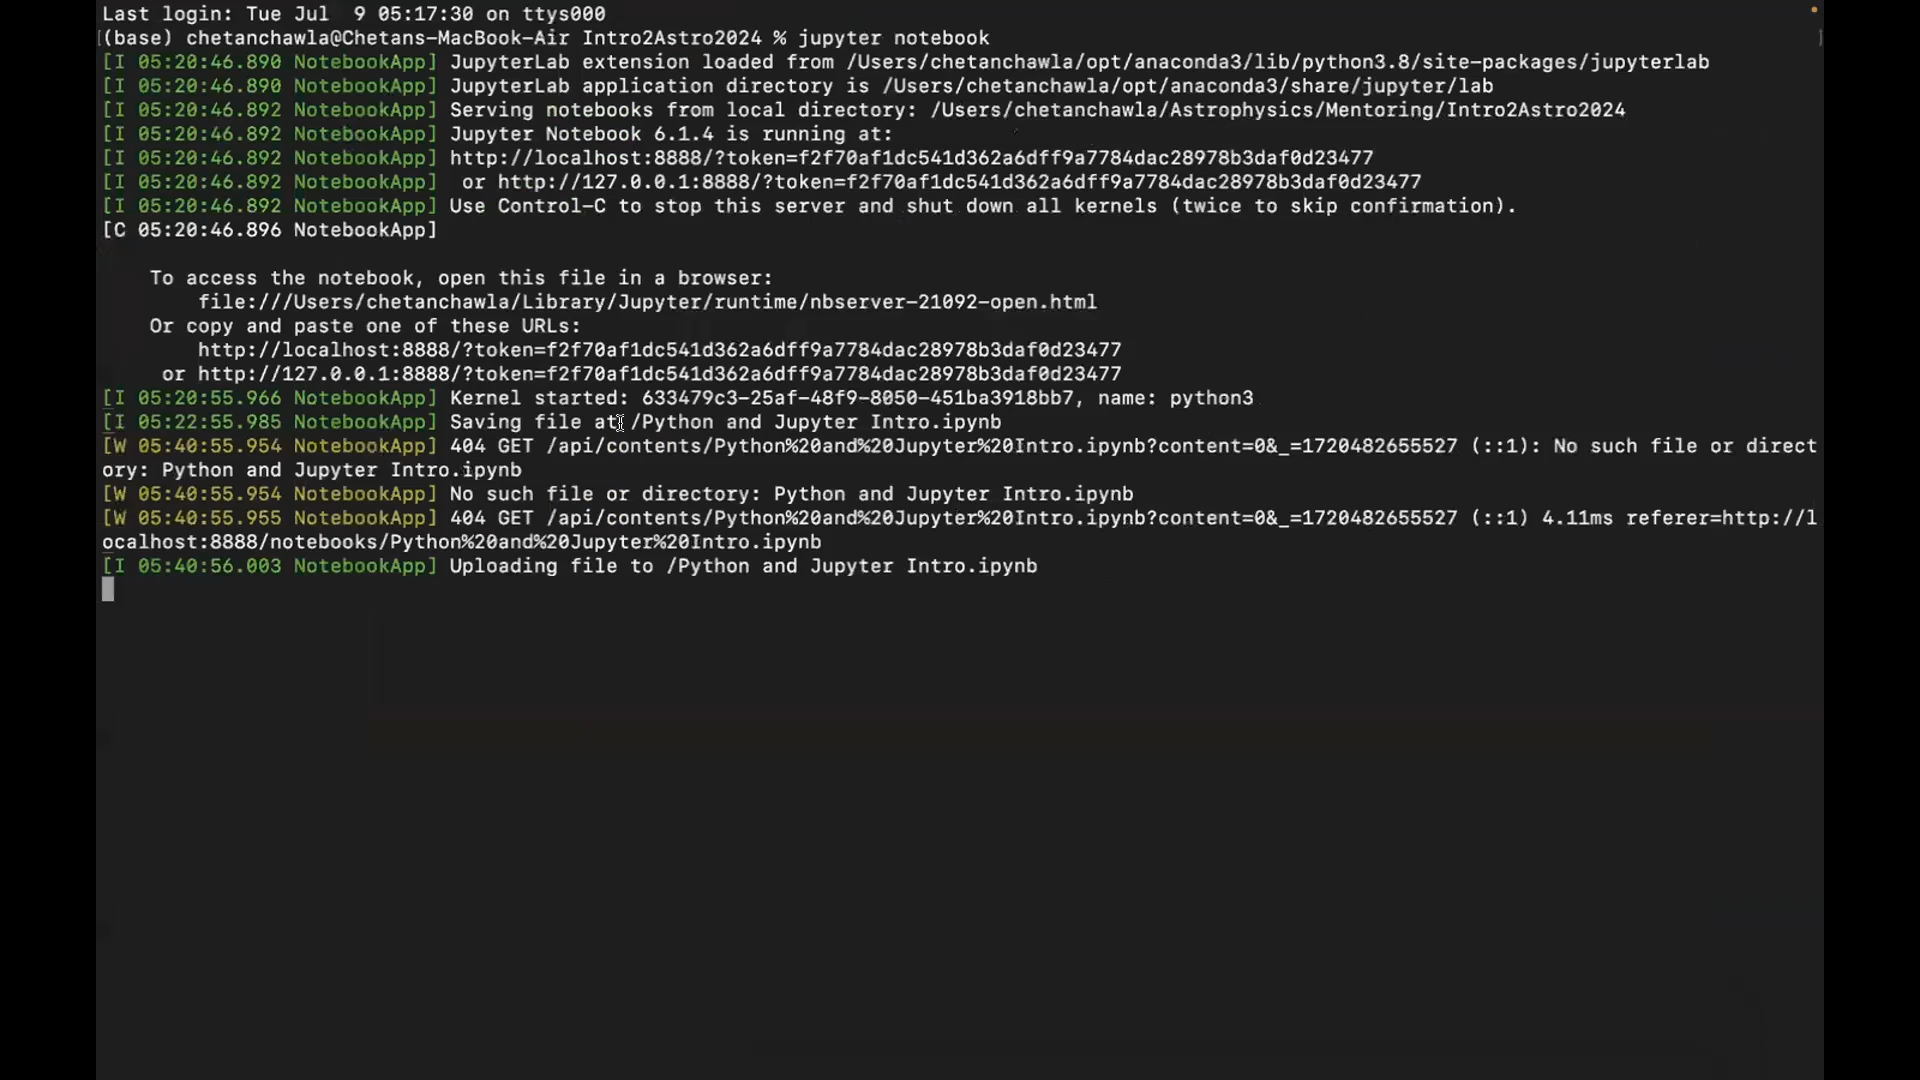 Last login: Tue Jul  9 05:17:30 on ttys000
(base) chetanchawla@Chetans-MacBook-Air Intro2Astro2024 % jupyter notebook
[I 05:20:46.890 NotebookApp] JupyterLab extension loaded from /Users/chetanchawla/opt/anaconda3/lib/python3.8/site-packages/jupyterlab
[I 05:20:46.890 NotebookApp] JupyterLab application directory is /Users/chetanchawla/opt/anaconda3/share/jupyter/lab
[I 05:20:46.892 NotebookApp] Serving notebooks from local directory: /Users/chetanchawla/Astrophysics/Mentoring/Intro2Astro2024
[I 05:20:46.892 NotebookApp] Jupyter Notebook 6.1.4 is running at:
[I 05:20:46.892 NotebookApp] http://localhost:8888/?token=f2f70af1dc541d362a6dff9a7784dac28978b3daf0d23477
[I 05:20:46.892 NotebookApp]  or http://127.0.0.1:8888/?token=f2f70af1dc541d362a6dff9a7784dac28978b3daf0d23477
[I 05:20:46.892 NotebookApp] Use Control-C to stop this server and shut down all kernels (twice to skip confirmation).
[C 05:20:46.896 NotebookApp]
To access the notebook, open this file in a browser:
file:///Users/chetanchawla/Library/Jupyter/runtime/nbserver-21092-open.html
Or copy and paste one of these URLs:
http://localhost:8888/?token=f2f70af1dc541d362a6dff9a7784dac28978b3daf0d23477
or http://127.0.0.1:8888/?token=f2f70af1dc541d362a6dff9a7784dac28978b3daf0d23477
[I 05:20:55.966 NotebookApp] Kernel started: 633479c3-25af-48f9-8050-451ba3918bb7, name: python3
[I 05:22:55.985 NotebookApp] Saving file at /Python and Jupyter Intro.ipynb
[W 05:40:55.954 NotebookApp] 404 GET /api/contents/Python%20and%20Jupyter%20Intro.ipynb?content=0&_=1720482655527 (::1): No such file or direct
ory: Python and Jupyter Intro.ipynb
[W 05:40:55.954 NotebookApp] No such file or directory: Python and Jupyter Intro.ipynb
[W 05:40:55.955 NotebookApp] 404 GET /api/contents/Python%20and%20Jupyter%20Intro.ipynb?content=0&_=1720482655527 (::1) 4.11ms referer=http://l
ocalhost:8888/notebooks/Python%20and%20Jupyter%20Intro.ipynb
[I 05:40:56.003 NotebookApp] Uploading file to /Python and Jupyter Intro.ipynb